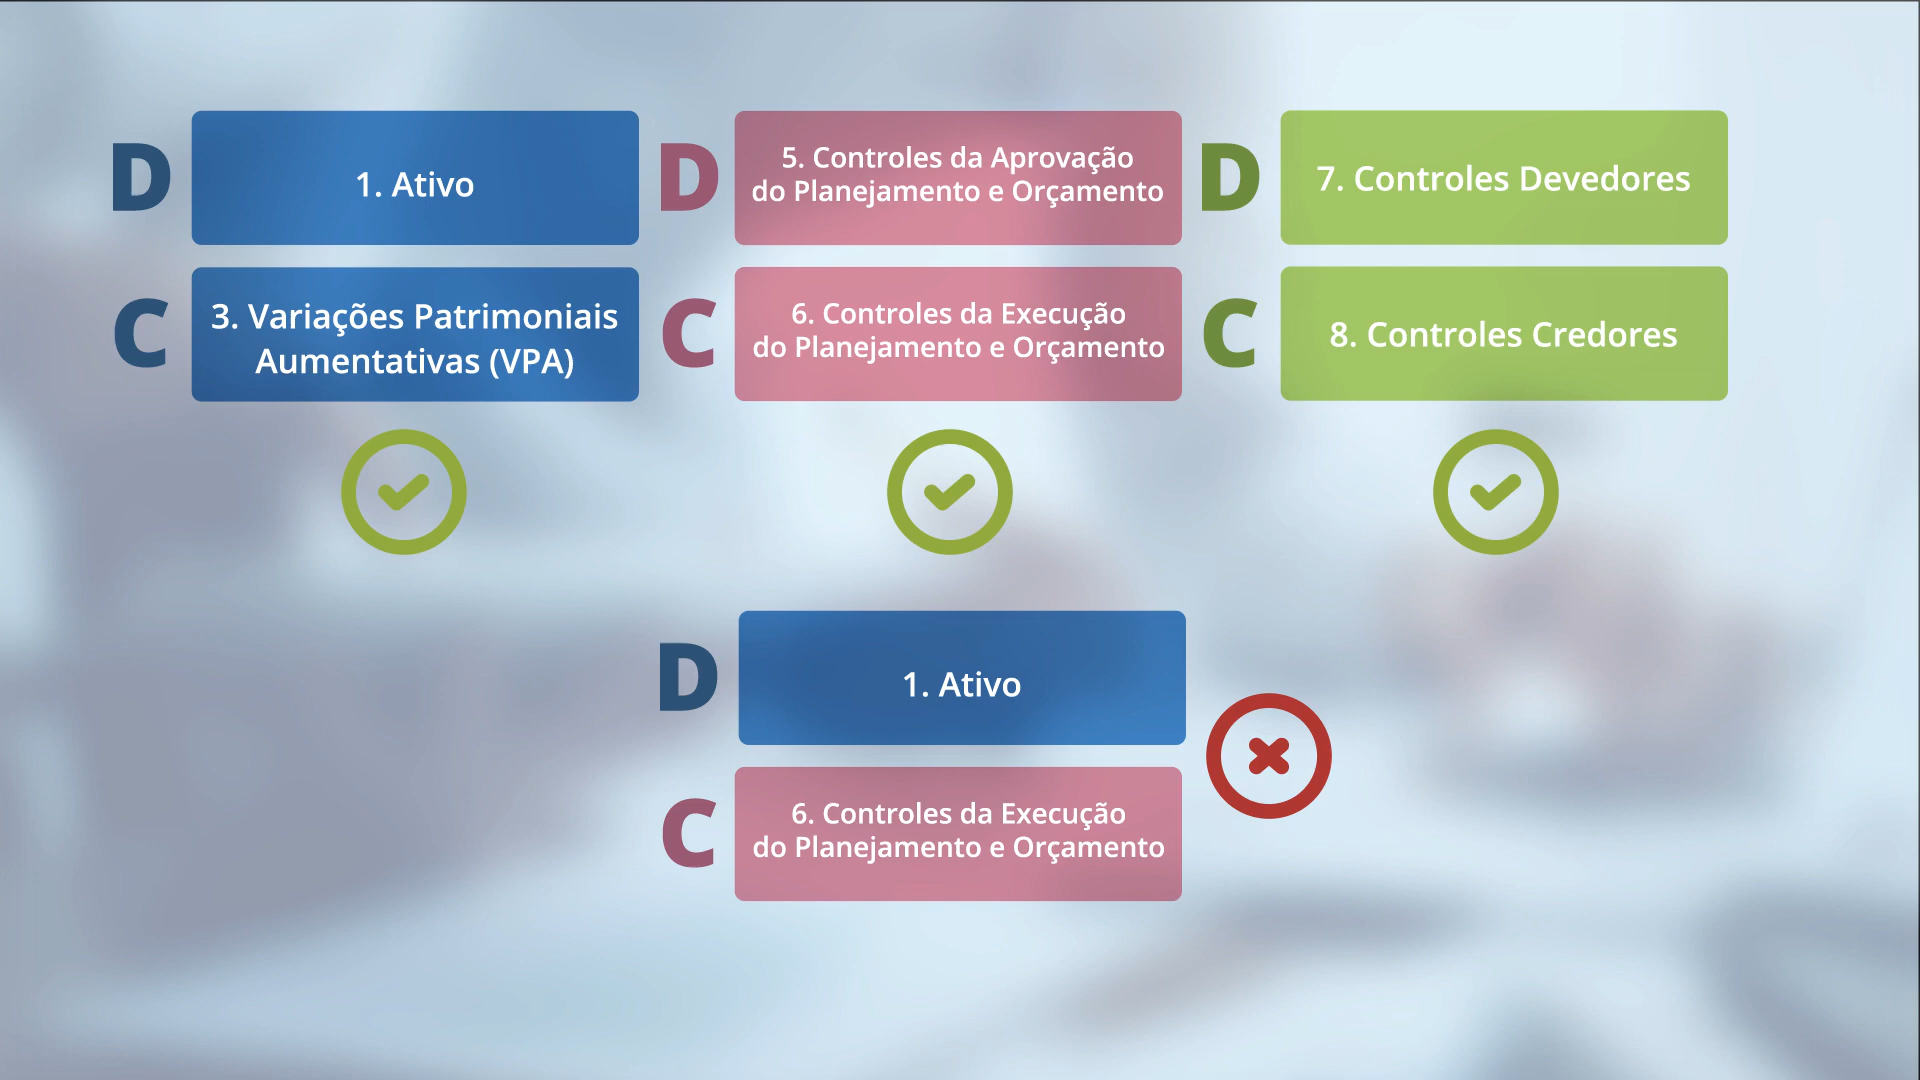 D
1. Ativo
D
5. Controles da Aprovação
do Planejamento e Orçamento
D
7. Controles Devedores
C
3. Variações Patrimoniais
Aumentativas (VPA)
C
6. Controles da Execução
do Planejamento e Orçamento
C
8. Controles Credores
D
1. Ativo
C
6. Controles da Execução
do Planejamento e Orçamento